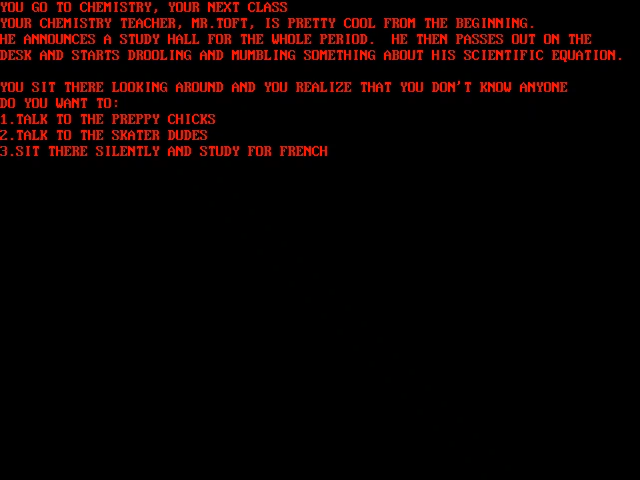 YOU GO TO CHEMISTRY, YOUR NEXT CLASS
YOUR CHEMISTRY TEACHER, MR.TOFT, IS PRETTY COOL FROM THE BEGINNING.
HE ANNOUNCES A STUDY HALL FOR THE WHOLE PERIOD.  HE THEN PASSES OUT ON THE
DESK AND STARTS DROOLING AND MUMBLING SOMETHING ABOUT HIS SCIENTIFIC EQUATION.
YOU SIT THERE LOOKING AROUND AND YOU REALIZE THAT YOU DON'T KNOW ANYONE
DO YOU WANT TO:
1.TALK TO THE PREPPY CHICKS
2.TALK TO THE SKATER DUDES
3.SIT THERE SILENTLY AND STUDY FOR FRENCH